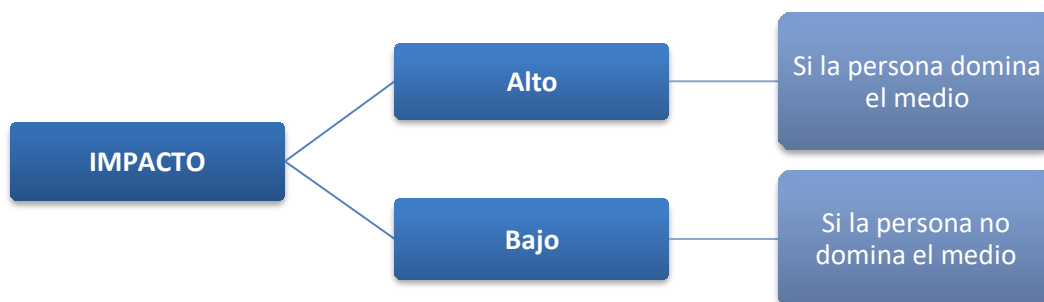 IMPACTO
Alto
Si la persona domina
el medio
Bajo
Si la persona no
domina el medio